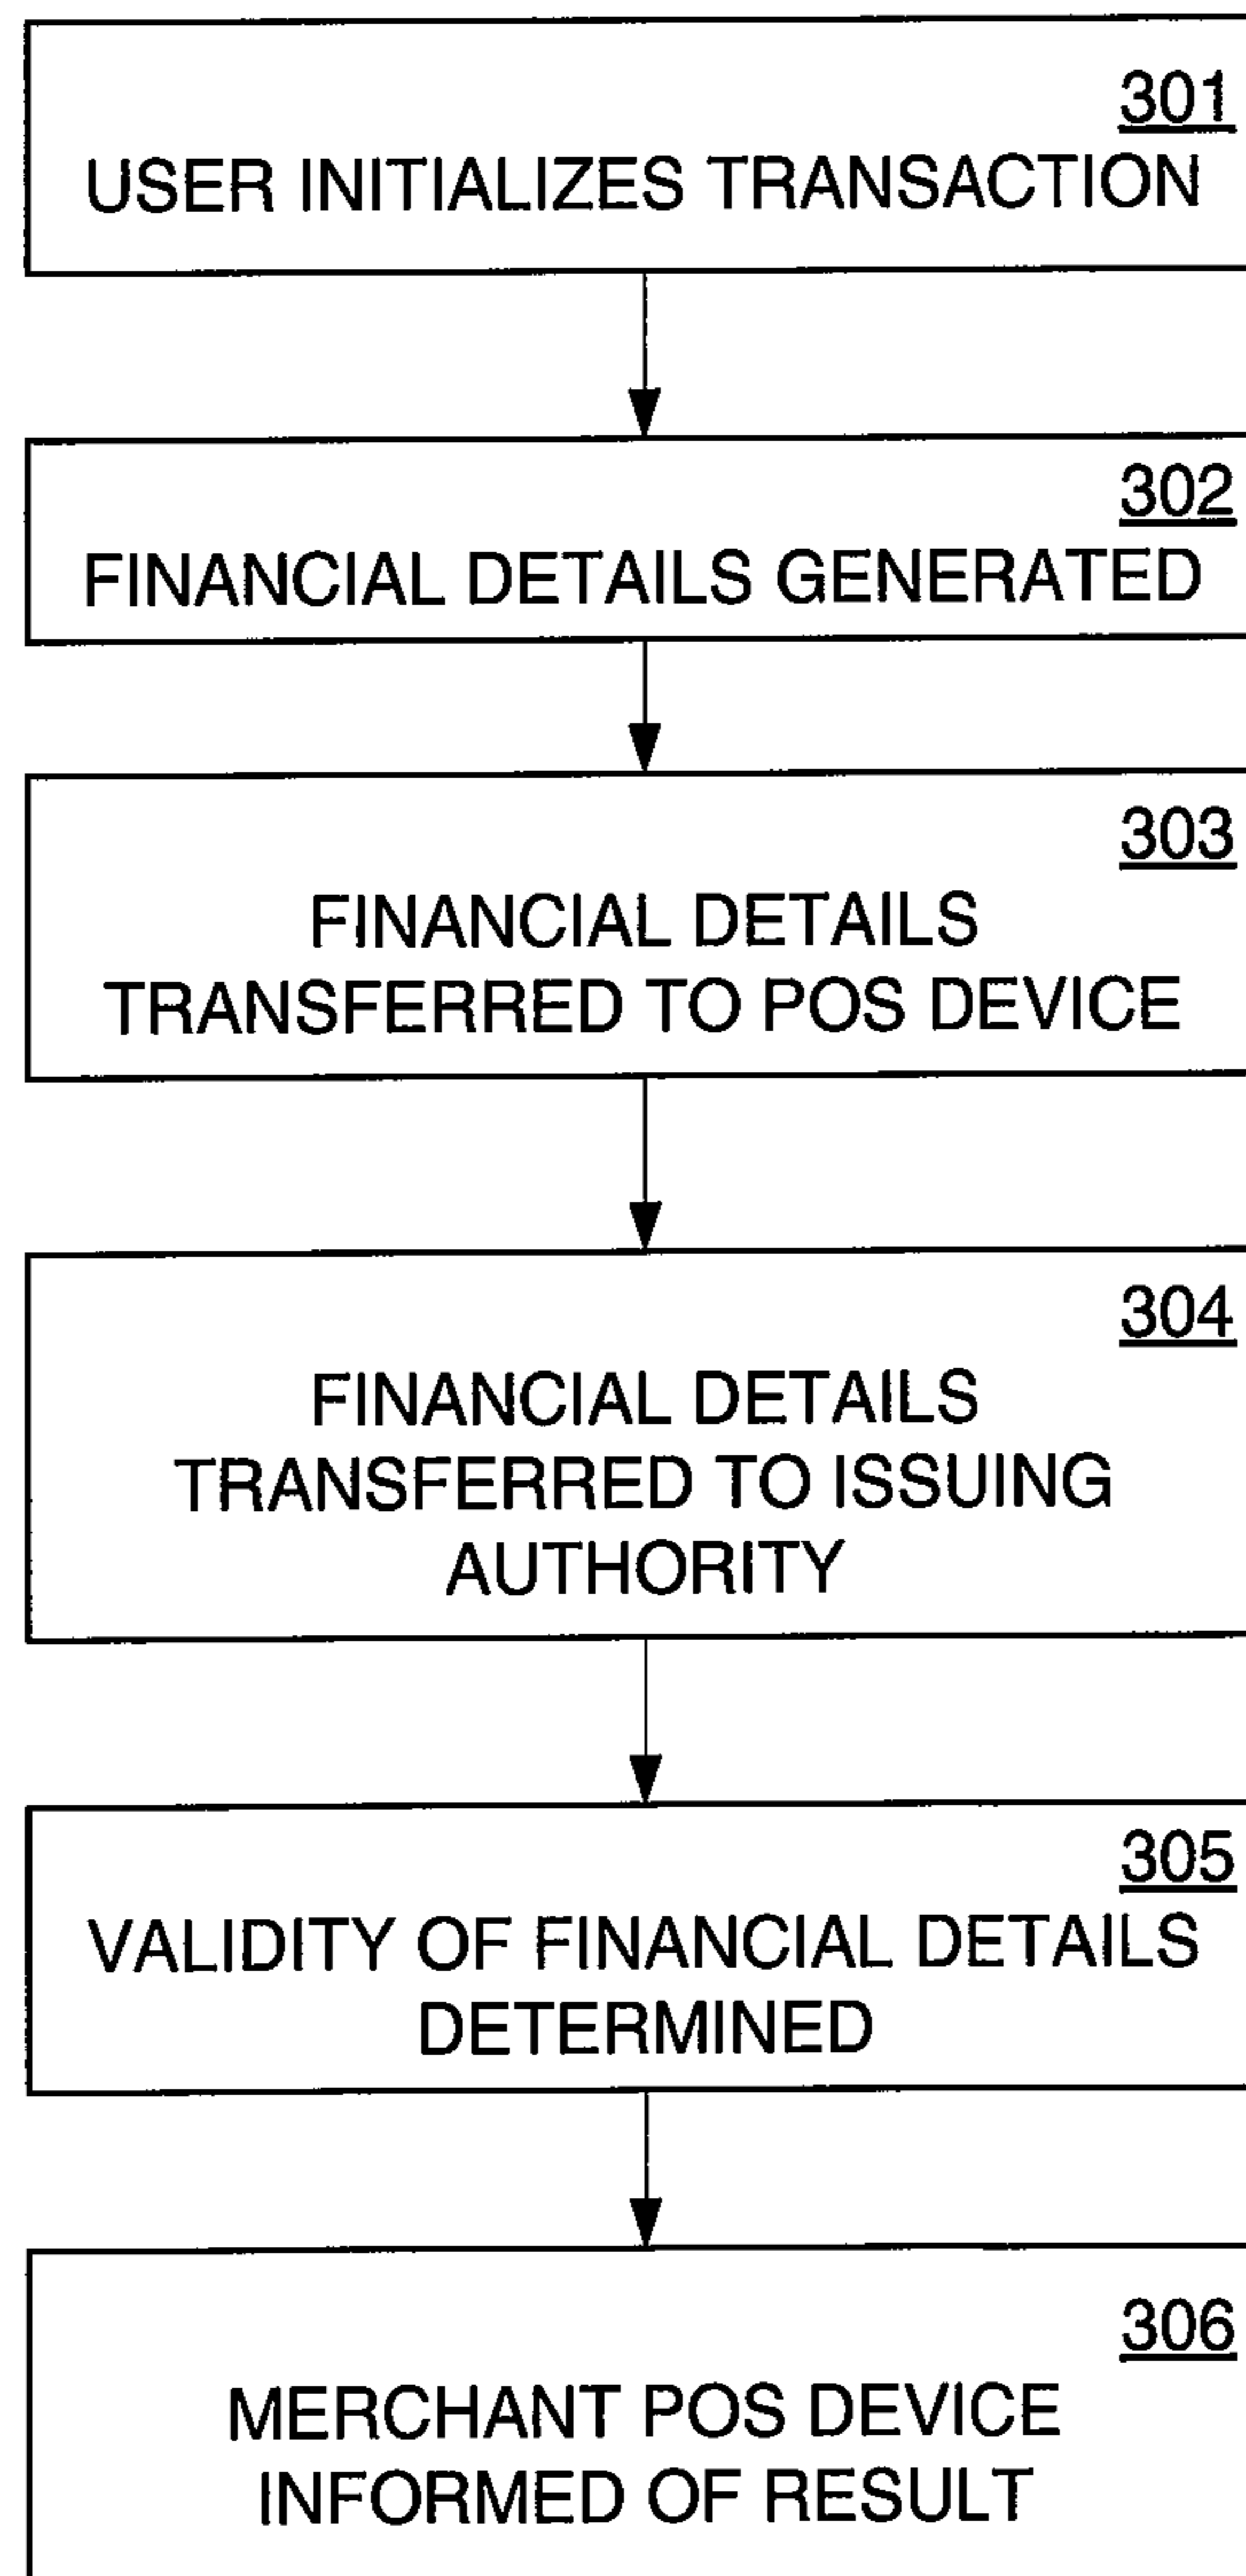 301
USER INITIALIZES TRANSACTION
302
FINANCIAL DETAILS GENERATED
303
FINANCIAL DETAILS
TRANSFERRED TO POS DEVICE
304
FINANCIAL DETAILS
TRANSFERRED TO ISSUING
AUTHORITY
305
VALIDITY OF FINANCIAL DETAILS
DETERMINED
306
MERCHANT POS DEVICE
INFORMED OF RESULT